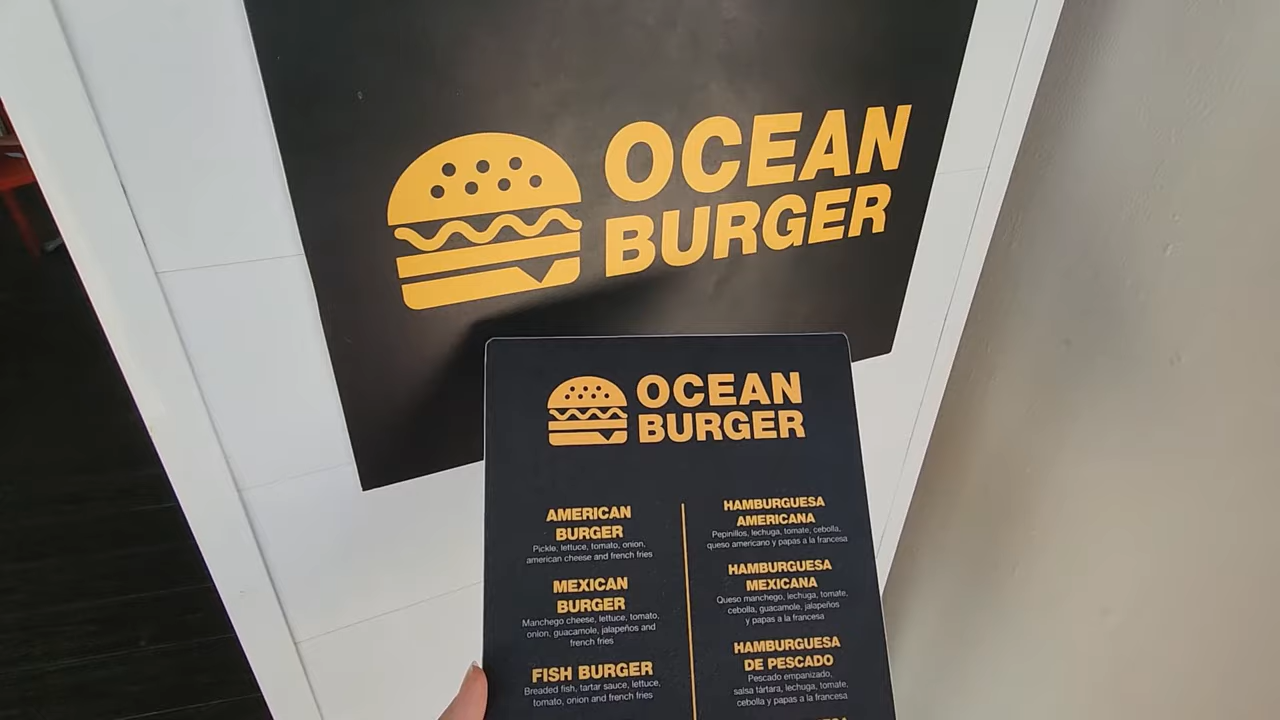 OCEAN
BURGER
OCEAN
BURGER
AMERICAN
BURGER
Pickle, lettuce, tomato, onion,
american cheese and french fries
MEXICAN
BURGER
Manchego cheese, lettuce, tomato,
onion, guacamole, jalapeños and
french fries
FISH BURGER
Breaded fish, tartar sauce, lettuce,
tomato, onion and french fries
HAMBURGUESA
AMERICANA
Pepinillos, lechuga, tomate, cebolla,
queso americano y papas a la francesa
HAMBURGUESA
MEXICANA
Queso manchego, lechuga, tomate,
cebolla, guacamole, jalapeños
y papas a la francesa
HAMBURGUESA
DE PESCADO
Pescado empanizado,
salsa tártara, lechuga, tomate,
cebolla y papas a la francesa